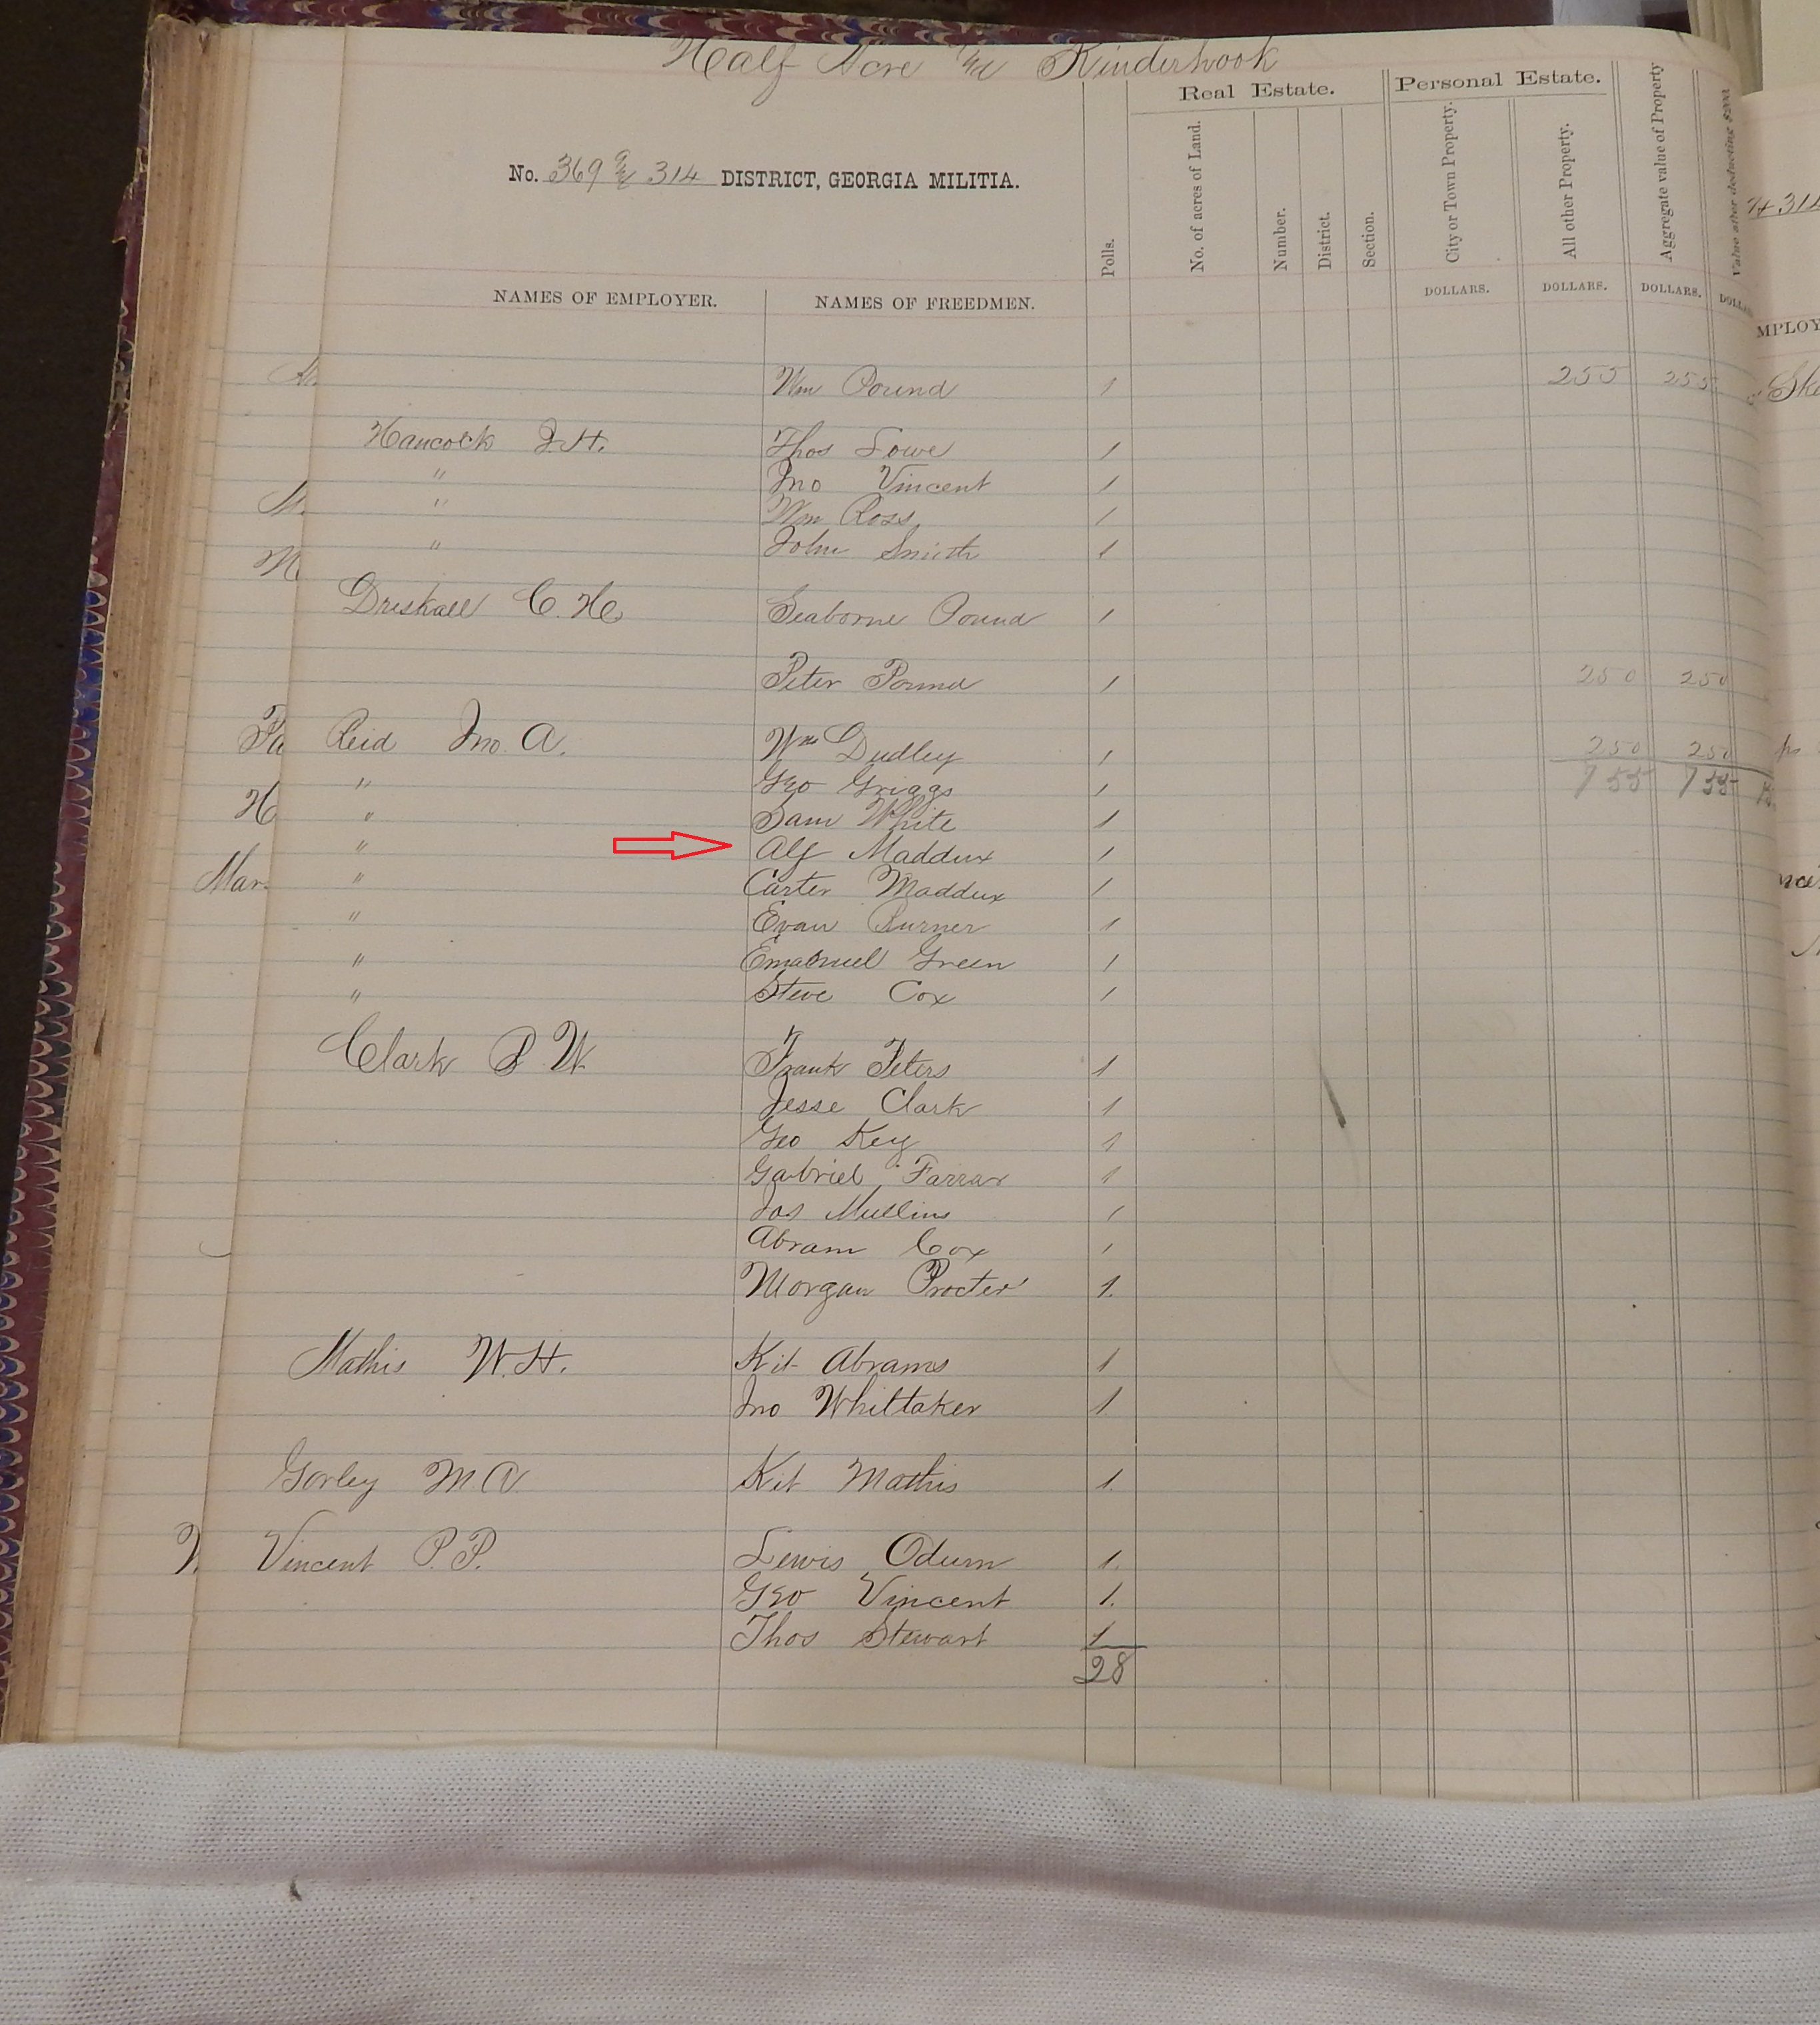 Half Acre & Kinderhook
No. 369 & 314 DISTRICT, GEORGIA MILITIA.
Real Estate. Personal Estate.
NAMES OF EMPLOYER. NAMES OF FREEDMEN. Polls. No. of acres of Land. Number. District. Section. City or Town Property. All other Property. Aggregate value of Property Value after deducting $200
DOLLARS. DOLLARS. DOLLARS.
Wm Pound 1 255 255
Hancock J.H. Thos Lowe 1
" Jno Vincent 1
" Wm Ross 1
" John Smith 1
Driskall C. H. Seaborne Pound 1
Peter Pound 1 250 250
Reid Jno. A. Wm Dudley 1 250 250
" Geo Griggs 1 755 755
" Sam White 1
" Alf Maddux 1
" Carter Maddux 1
" Evan 1
" Emanuel Green 1
" Steve Cox 1
Clark P W. Frank Peters 1
Jesse Clark 1
Geo Key 1
Gabriel Farrar 1
Jos Mullins 1
Abram Cox 1
Morgan Procter 1.
Mathis W.H. Kit Abrams 1
Jno Whittaker 1
Gorley M.A. Kit Mathis 1.
Vincent P.P. Lewis Odum 1.
Geo Vincent 1.
Thos Stewart 1
28